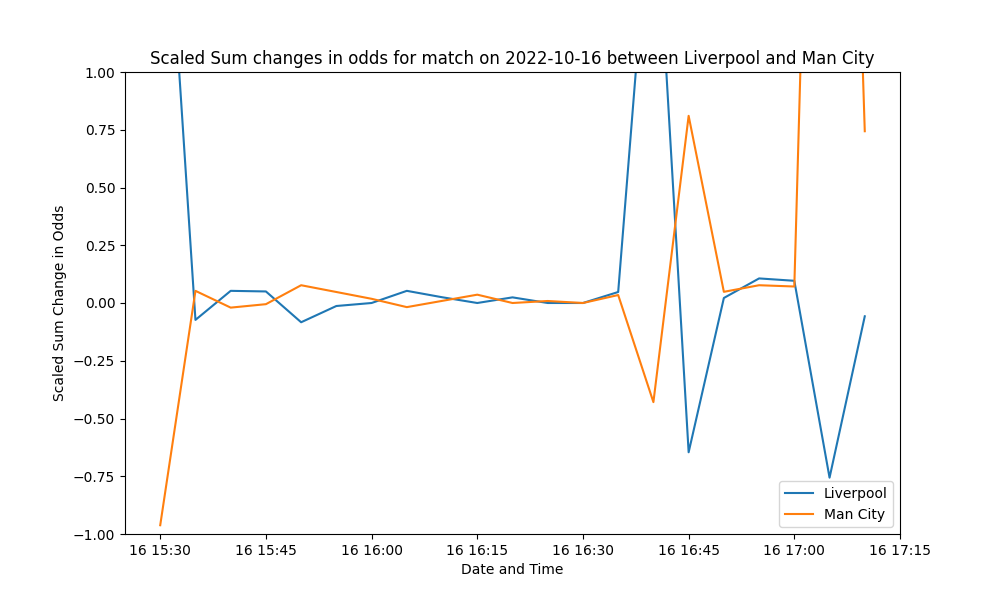 Scaled Sum changes in odds for match on 2022-10-16 between Liverpool and Man City
Scaled Sum Change in Odds
1.00
0.75
0.50
0.25
0.00
−0.25
−0.50
−0.75
−1.00
Liverpool
Man City
16 15:30 16 15:45 16 16:00 16 16:15 16 16:30 16 16:45 16 17:00 16 17:15
Date and Time